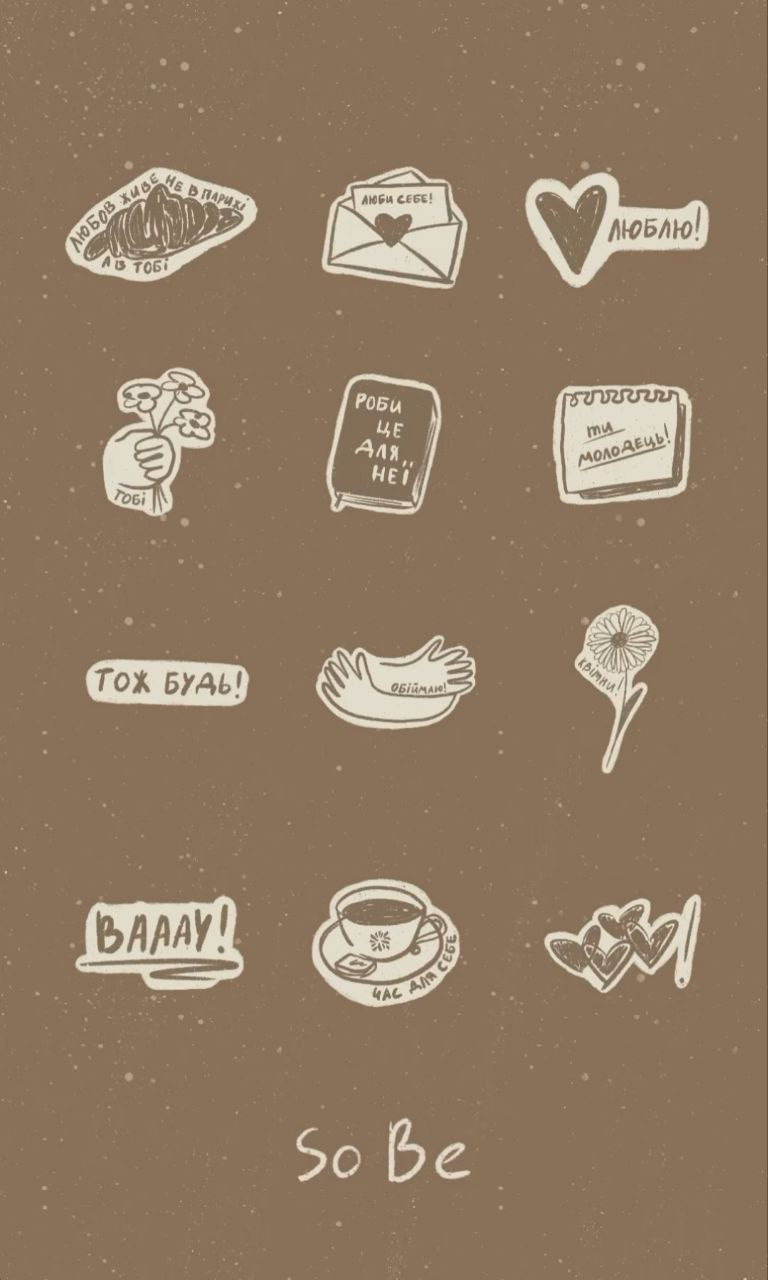 ЛЮБОВ ЖИВЕ НЕ В ПАРИЖІ
А В ТОБІ
ЛЮБИ СЕБЕ!
ЛЮБЛЮ!
ТОБІ
РОБИ
ЦЕ
ДЛЯ
НЕЇ
ти
молодець!
ТОЖ БУДЬ!
ОБІЙМАЮ!
КВІТНИ!
ВАААУ!
ЧАС ДЛЯ СЕБЕ
So Be